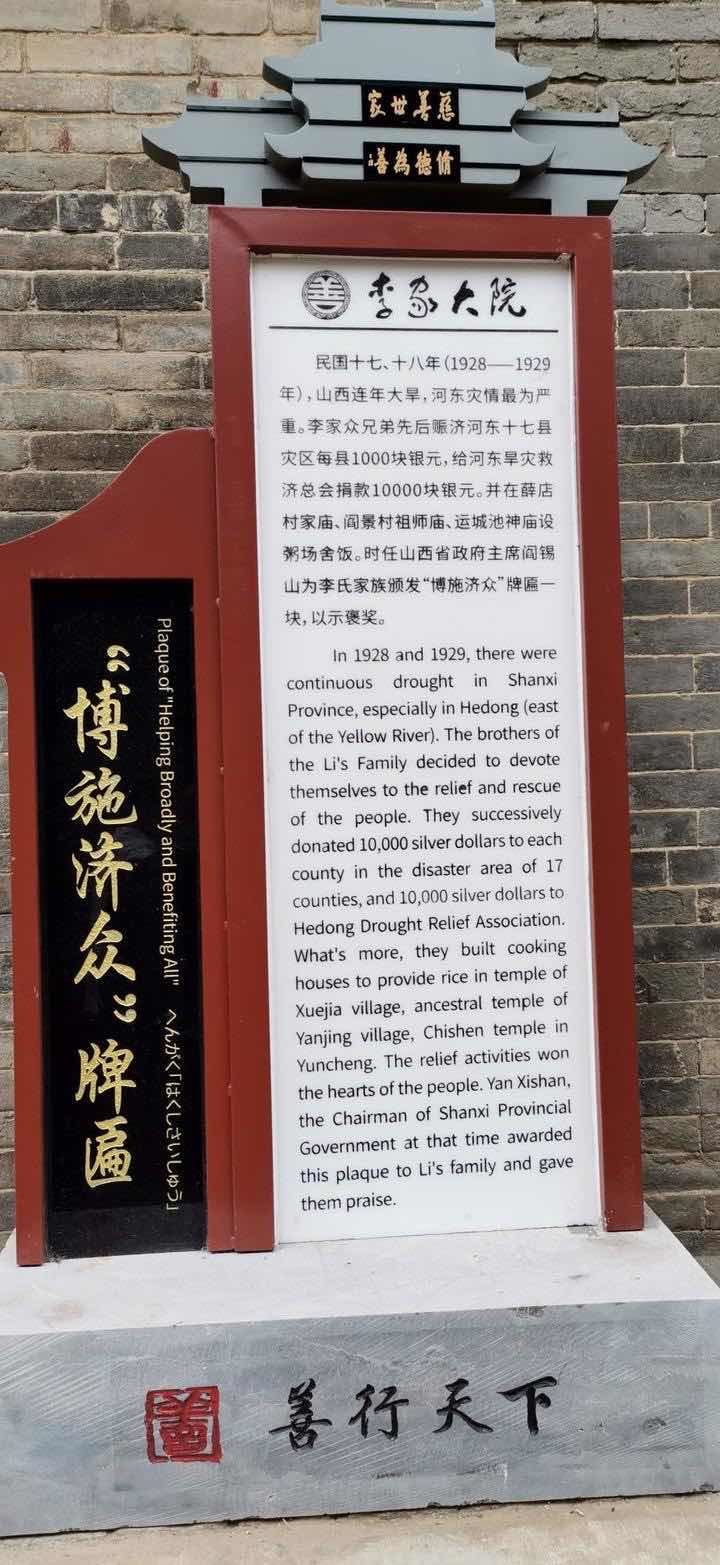 慈善世家
修德為善
善 李家大院
民国十七、十八年(1928——1929
年),山西连年大旱,河东灾情最为严
重。李家众兄弟先后赈济河东十七县
灾区每县1000块银元,给河东旱灾救
济总会捐款10000块银元。并在薛店
村家庙、阎景村祖师庙、运城池神庙设
粥场舍饭。时任山西省政府主席阎锡
山为李氏家族颁发“博施济众”牌匾一
块,以示褒奖。
In 1928 and 1929, there were
continuous drought in Shanxi
Province, especially in Hedong (east
of the Yellow River). The brothers of
the Li's Family decided to devote
themselves to the relief and rescue
of the people. They successively
donated 10,000 silver dollars to each
county in the disaster area of 17
counties, and 10,000 silver dollars to
Hedong Drought Relief Association.
What's more, they built cooking
houses to provide rice in temple of
Xuejia village, ancestral temple of
Yanjing village, Chishen temple in
Yuncheng. The relief activities won
the hearts of the people. Yan Xishan,
the Chairman of Shanxi Provincial
Government at that time awarded
this plaque to Li's family and gave
them praise.
Plaque of "Helping Broadly and Benefiting All" へんがく「はくしさいしゅう」
“博施济众”牌匾
善 善行天下